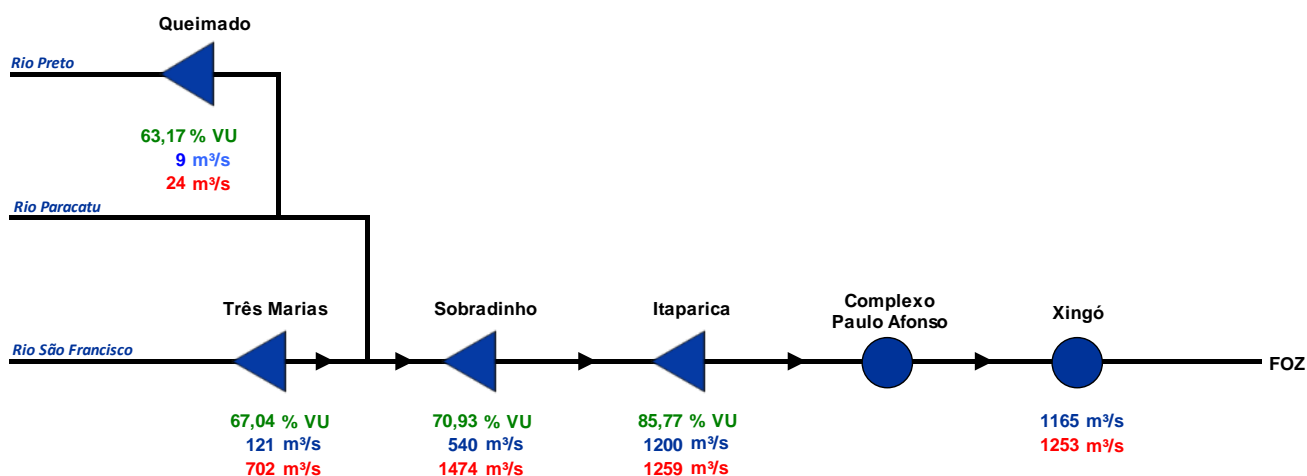 Queimado
Rio Preto
63,17 % VU
9 m³/s
24 m³/s
Rio Paracatu
Três Marias
Sobradinho
Itaparica
Complexo
Paulo Afonso
Xingó
Rio São Francisco
FOZ
67,04 % VU
121 m³/s
702 m³/s
70,93 % VU
540 m³/s
1474 m³/s
85,77 % VU
1200 m³/s
1259 m³/s
1165 m³/s
1253 m³/s